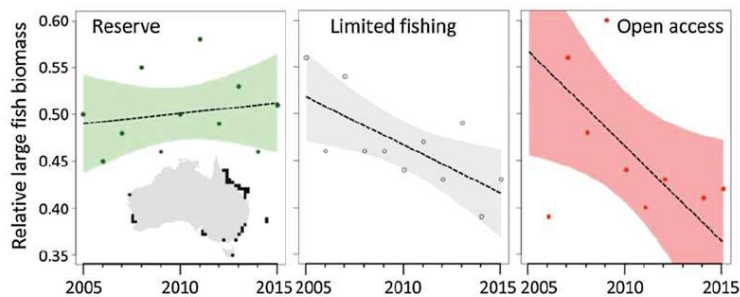 Relative large fish biomass
0.60
0.55
0.50
0.45
0.40
0.35
Reserve
Limited fishing
Open access
2005 2010 2015 2005 2010 2015 2005 2010 2015